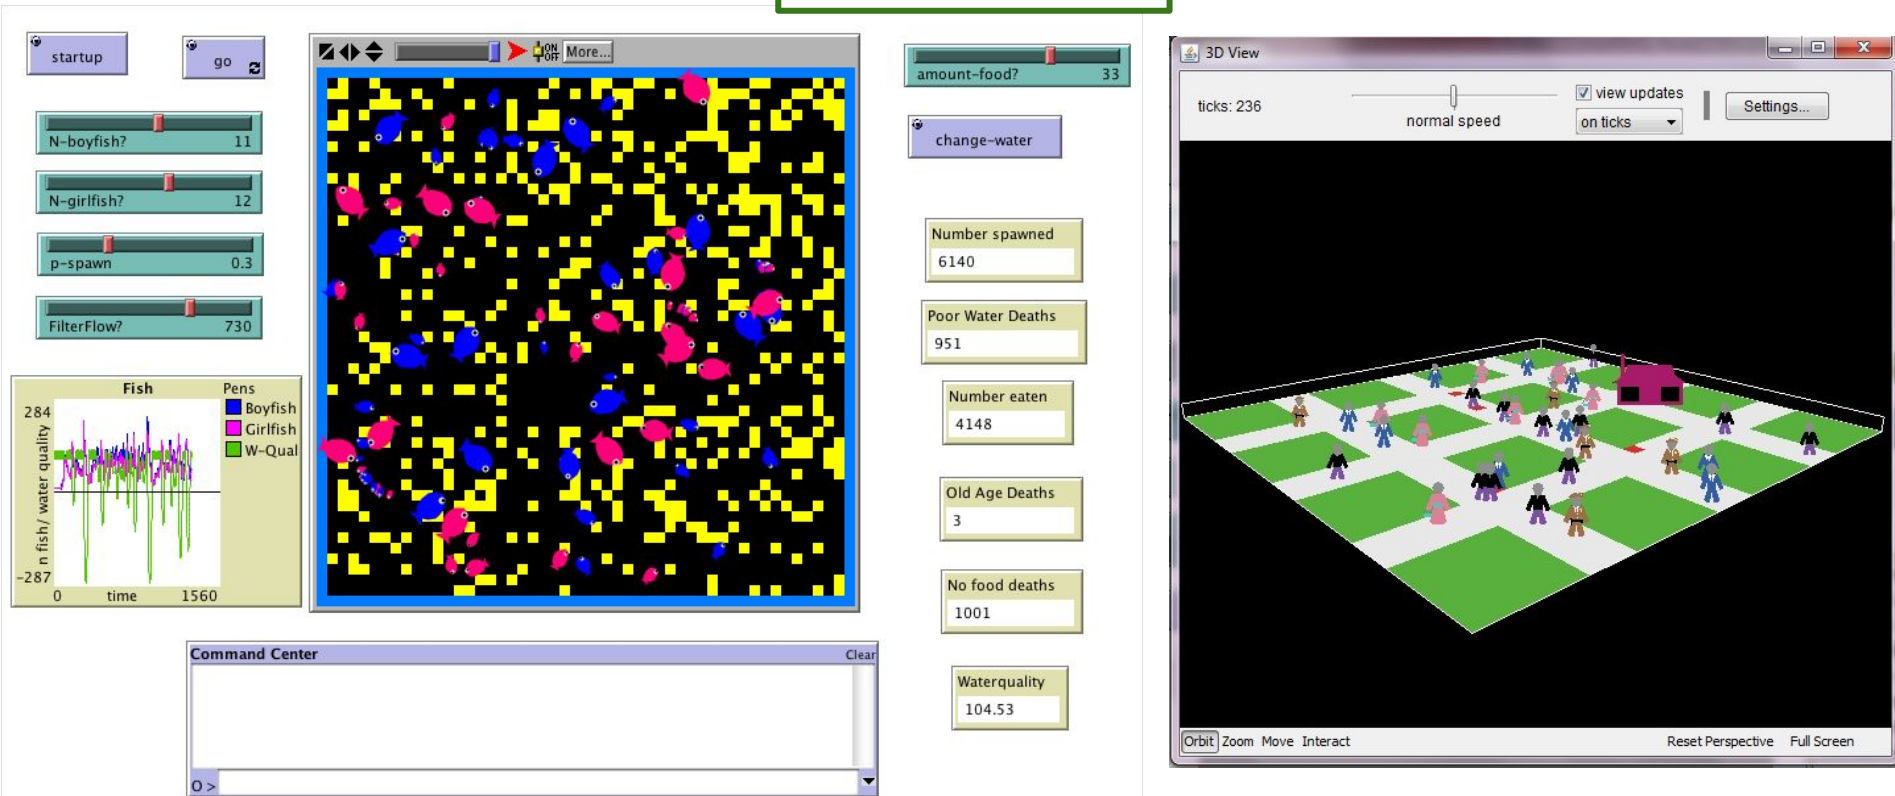 startup
go
N-boyfish? 11
N-girlfish? 12
p-spawn 0.3
FilterFlow? 730
Fish
Pens
284
Boyfish
Girlfish
W-Qual
n fish/ water quality
-287
0 time 1560
ON
OFF
More...
Command Center Clear
O >
amount-food? 33
change-water
Number spawned
6140
Poor Water Deaths
951
Number eaten
4148
Old Age Deaths
3
No food deaths
1001
Waterquality
104.53
3D View
ticks: 236
normal speed
view updates
on ticks
Settings...
Orbit Zoom Move Interact Reset Perspective Full Screen